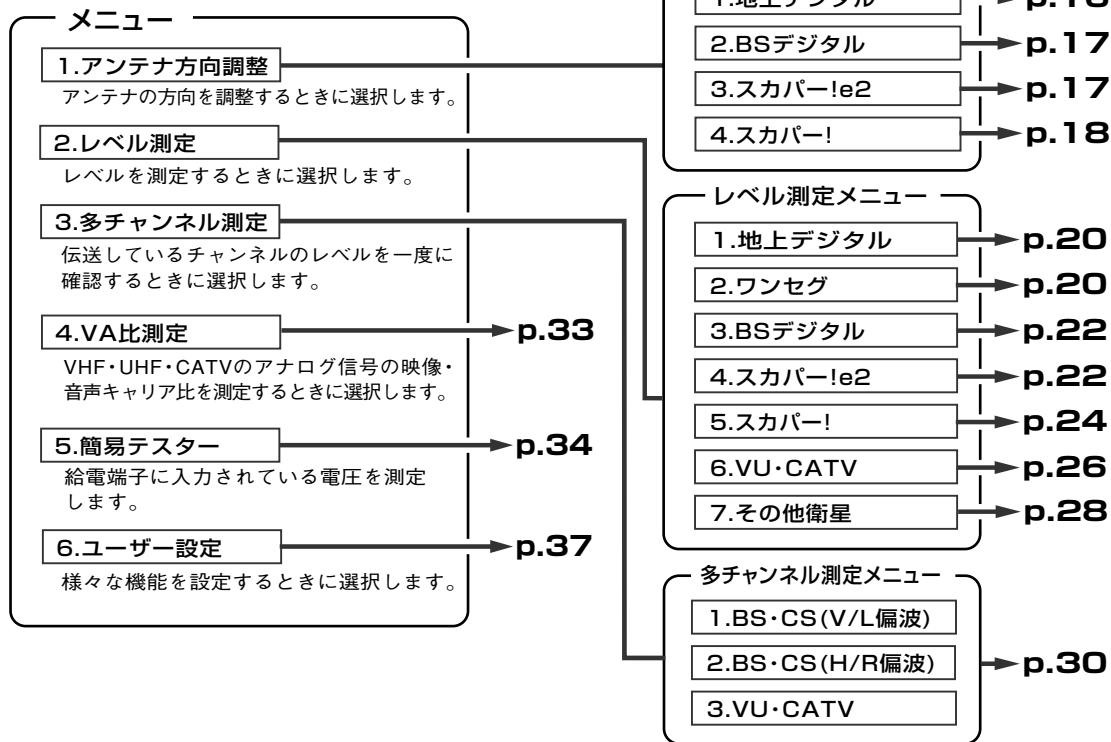 メニュー
1.アンテナ方向調整
アンテナの方向を調整するときに選択します。
2.レベル測定
レベルを測定するときに選択します。
3.多チャンネル測定
伝送しているチャンネルのレベルを一度に
確認するときに選択します。
4.VA比測定
p.33
VHF・UHF・CATVのアナログ信号の映像・
音声キャリア比を測定するときに選択します。
5.簡易テスター
p.34
給電端子に入力されている電圧を測定
します。
6.ユーザー設定
p.37
様々な機能を設定するときに選択します。
2.BSデジタル
p.17
3.スカパー!e2
p.17
4.スカパー!
p.18
レベル測定メニュー
1.地上デジタル
p.20
2.ワンセグ
p.20
3.BSデジタル
p.22
4.スカパー!e2
p.22
5.スカパー!
p.24
6.VU・CATV
p.26
7.その他衛星
p.28
多チャンネル測定メニュー
1.BS・CS(V/L偏波)
2.BS・CS(H/R偏波)
p.30
3.VU・CATV